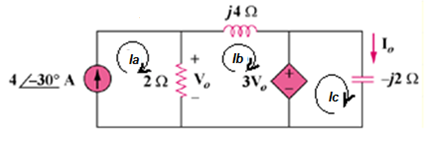 j4 Ω
4∠-30° A
Ia
2 Ω
+
Vo
−
Ib
3Vo
+
−
Ic
Io
-j2 Ω